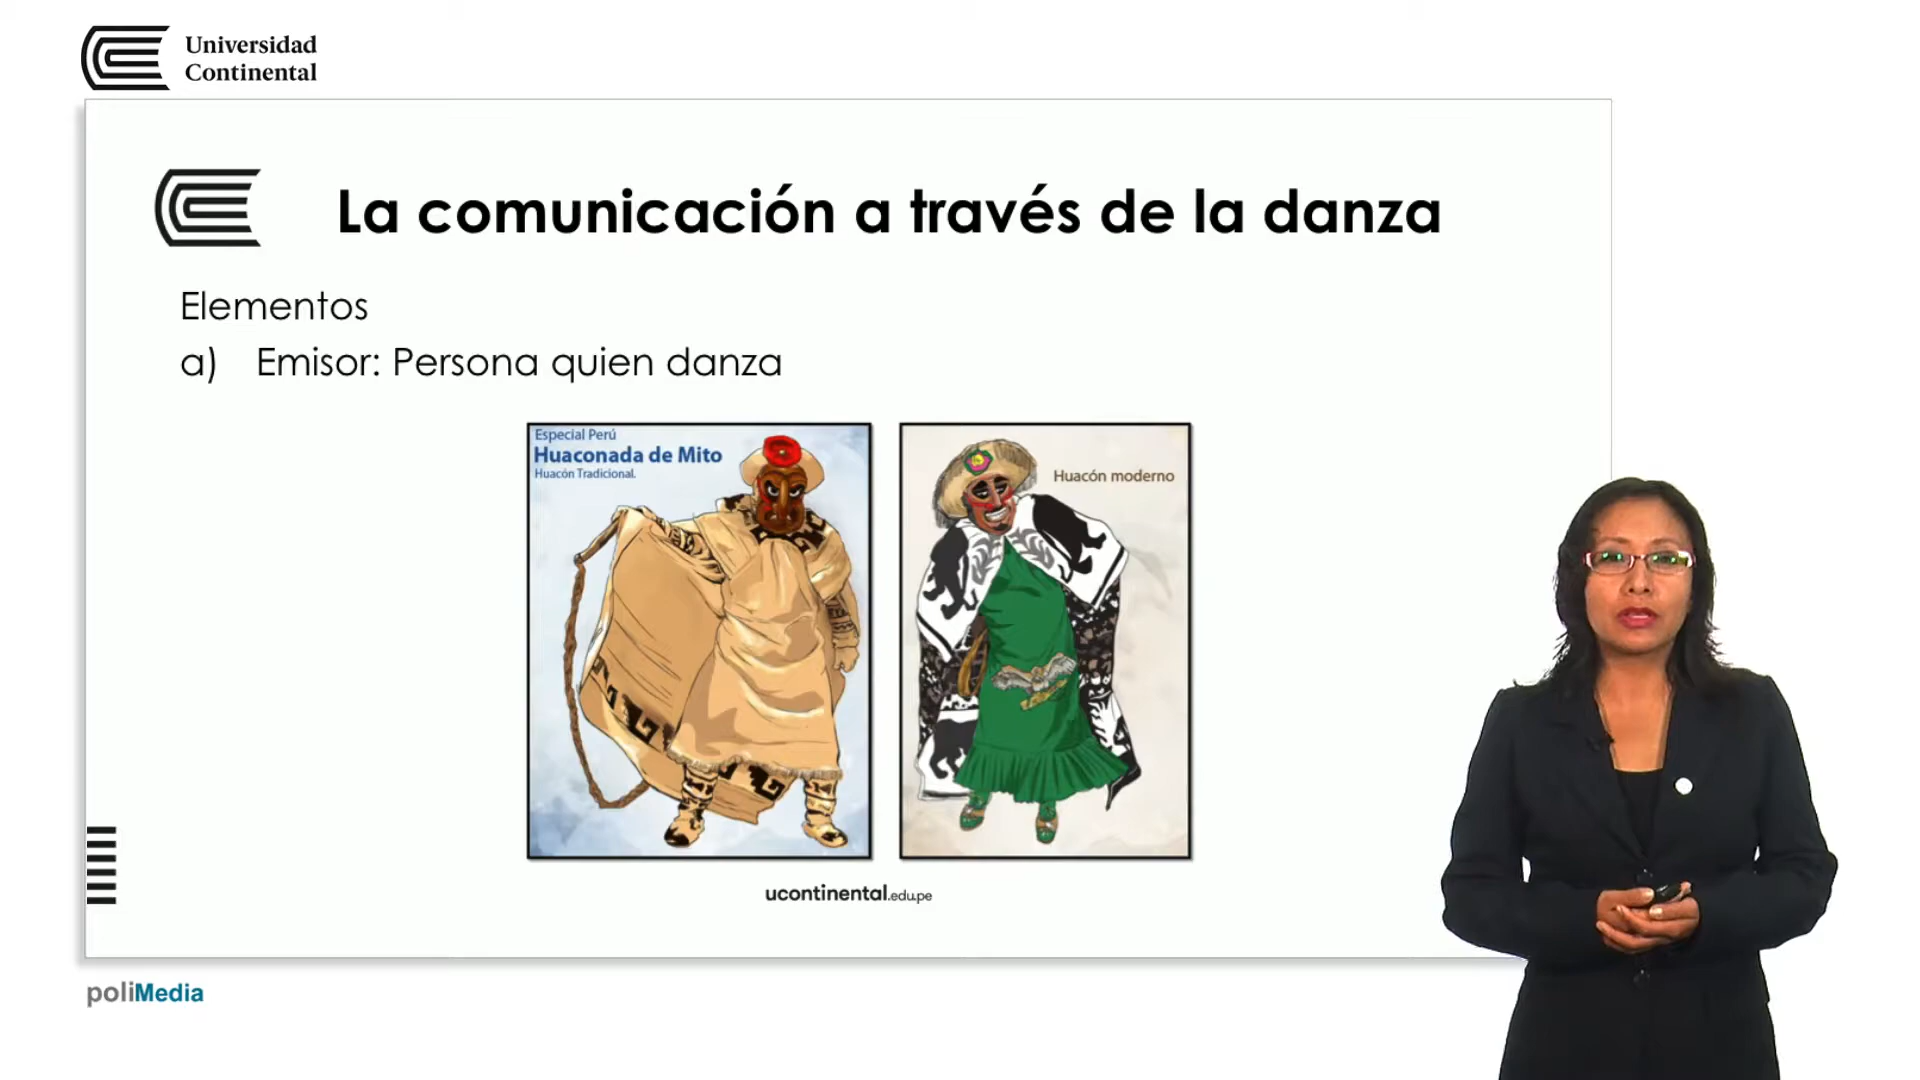 Universidad
Continental
La comunicación a través de la danza
Elementos
a) Emisor: Persona quien danza
Especial Perú
Huaconada de Mito
Huacón Tradicional.
Huacón moderno
ucontinental.edu.pe
poliMedia